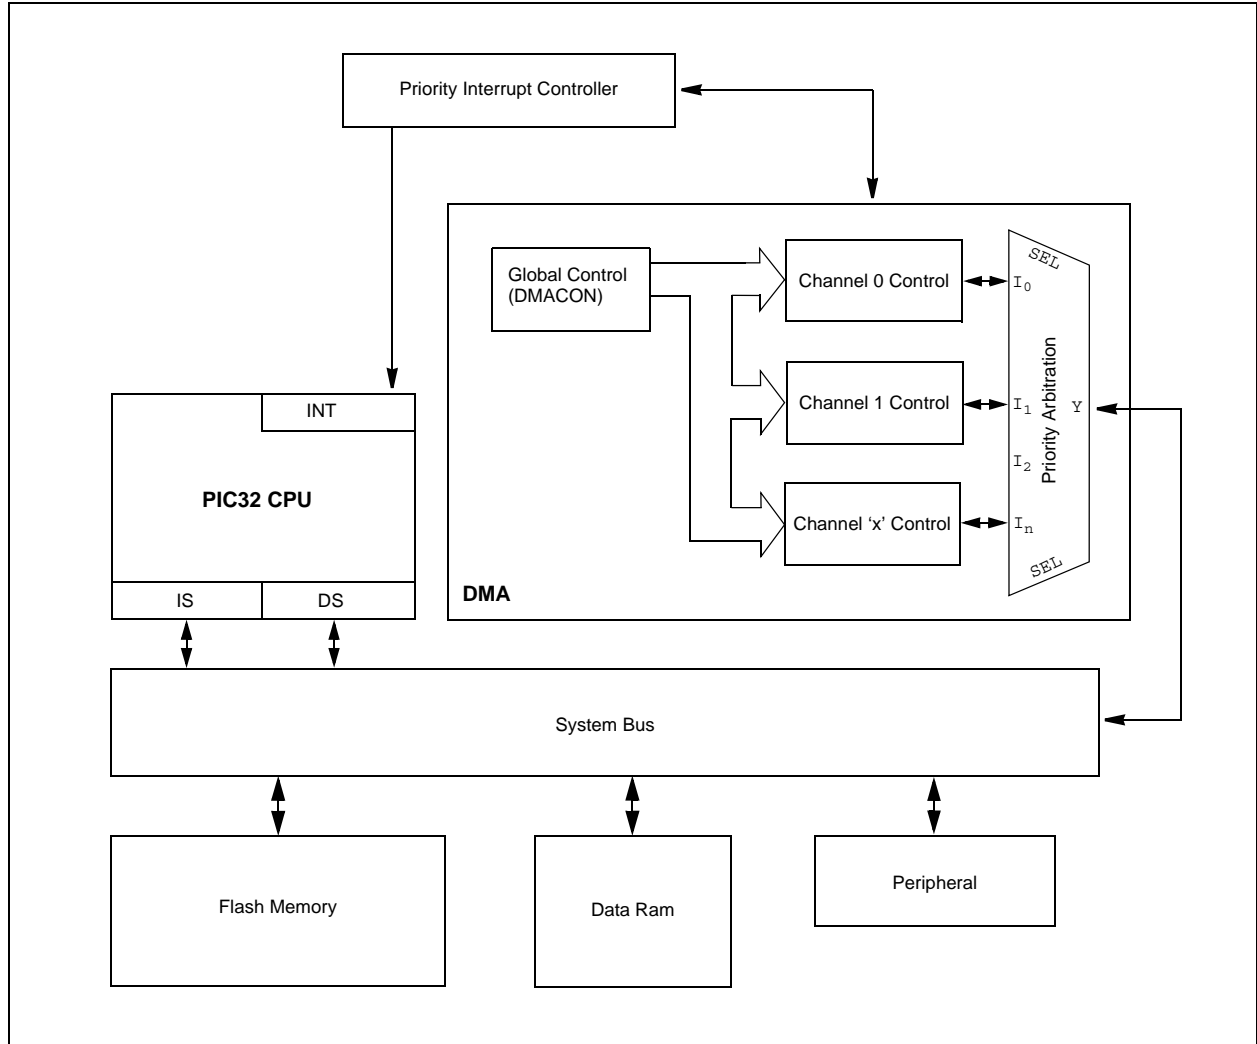 Priority Interrupt Controller
Global Control
(DMACON)
Channel 0 Control
SEL
I0
Channel 1 Control
I1
Priority Arbitration
Y
I2
Channel ‘x’ Control
In
SEL
DMA
INT
PIC32 CPU
IS
DS
System Bus
Flash Memory
Data Ram
Peripheral